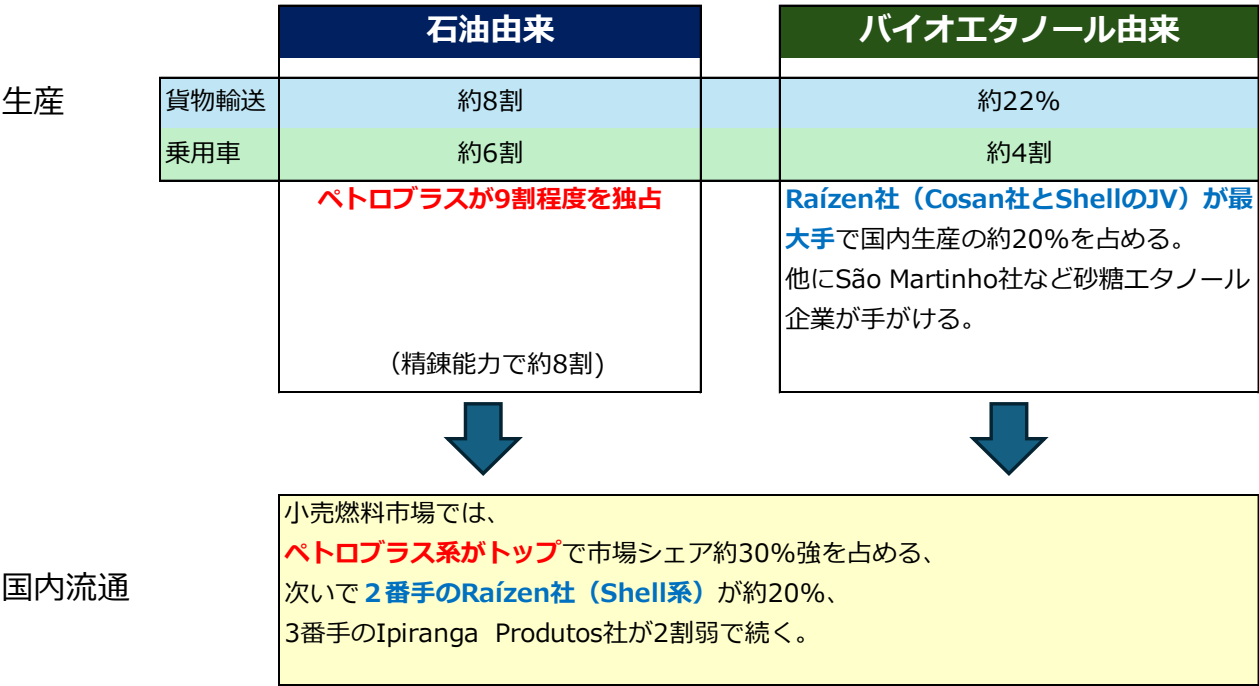 石油由来
バイオエタノール由来
生産
貨物輸送
約8割
約22%
乗用車
約6割
約4割
ペトロブラスが9割程度を独占
(精錬能力で約8割)
Raízen社（Cosan社とShellのJV）が最
大手で国内生産の約20%を占める。
他にSão Martinho社など砂糖エタノール
企業が手がける。
国内流通
小売燃料市場では、
ペトロブラス系がトップで市場シェア約30%強を占める、
次いで２番手のRaízen社（Shell系）が約20%、
3番手のIpiranga Produtos社が2割弱で続く。